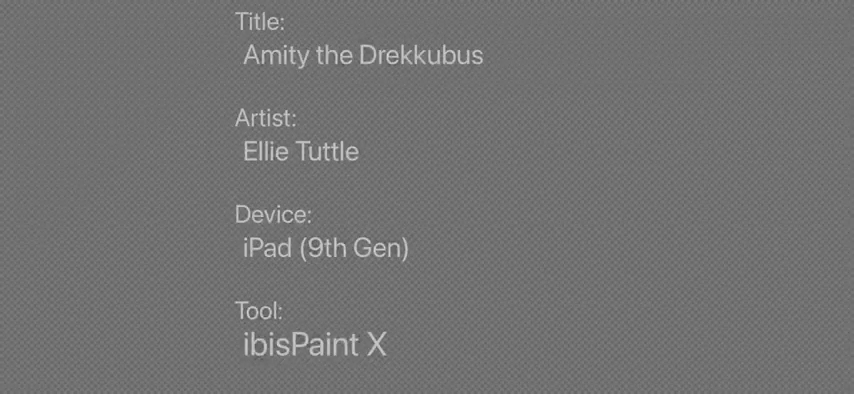 Title:
Amity the Drekkubus
Artist:
Ellie Tuttle
Device:
iPad (9th Gen)
Tool:
ibisPaint X